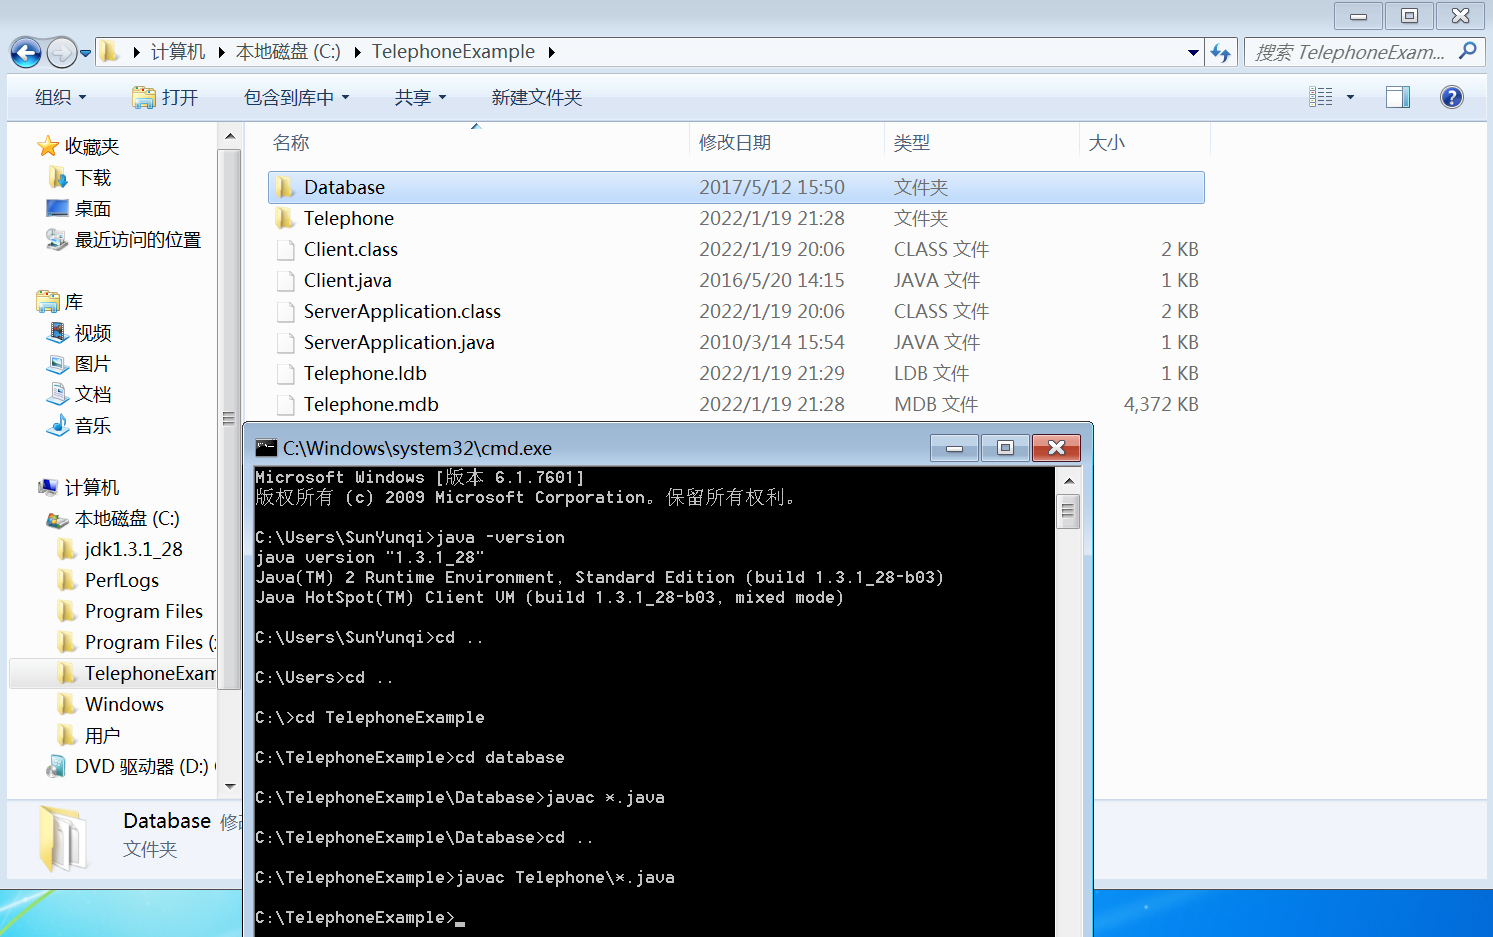 计算机 本地磁盘 (C:) TelephoneExample
搜索 TelephoneExam...
组织 打开 包含到库中 共享 新建文件夹
收藏夹
下载
桌面
最近访问的位置
库
视频
图片
文档
音乐
计算机
本地磁盘 (C:)
jdk1.3.1_28
PerfLogs
Program Files
Program Files (
TelephoneExam
Windows
用户
DVD 驱动器 (D:)
名称 修改日期 类型 大小
Database 2017/5/12 15:50 文件夹
Telephone 2022/1/19 21:28 文件夹
Client.class 2022/1/19 20:06 CLASS 文件 2 KB
Client.java 2016/5/20 14:15 JAVA 文件 1 KB
ServerApplication.class 2022/1/19 20:06 CLASS 文件 2 KB
ServerApplication.java 2010/3/14 15:54 JAVA 文件 1 KB
Telephone.ldb 2022/1/19 21:29 LDB 文件 1 KB
Telephone.mdb 2022/1/19 21:28 MDB 文件 4,372 KB
Database 修
文件夹
C:\Windows\system32\cmd.exe
Microsoft Windows [版本 6.1.7601]
版权所有 (c) 2009 Microsoft Corporation。保留所有权利。
C:\Users\SunYunqi>java -version
java version "1.3.1_28"
Java(TM) 2 Runtime Environment, Standard Edition (build 1.3.1_28-b03)
Java HotSpot(TM) Client VM (build 1.3.1_28-b03, mixed mode)
C:\Users\SunYunqi>cd ..
C:\Users>cd ..
C:\>cd TelephoneExample
C:\TelephoneExample>cd database
C:\TelephoneExample\Database>javac *.java
C:\TelephoneExample\Database>cd ..
C:\TelephoneExample>javac Telephone\*.java
C:\TelephoneExample>_